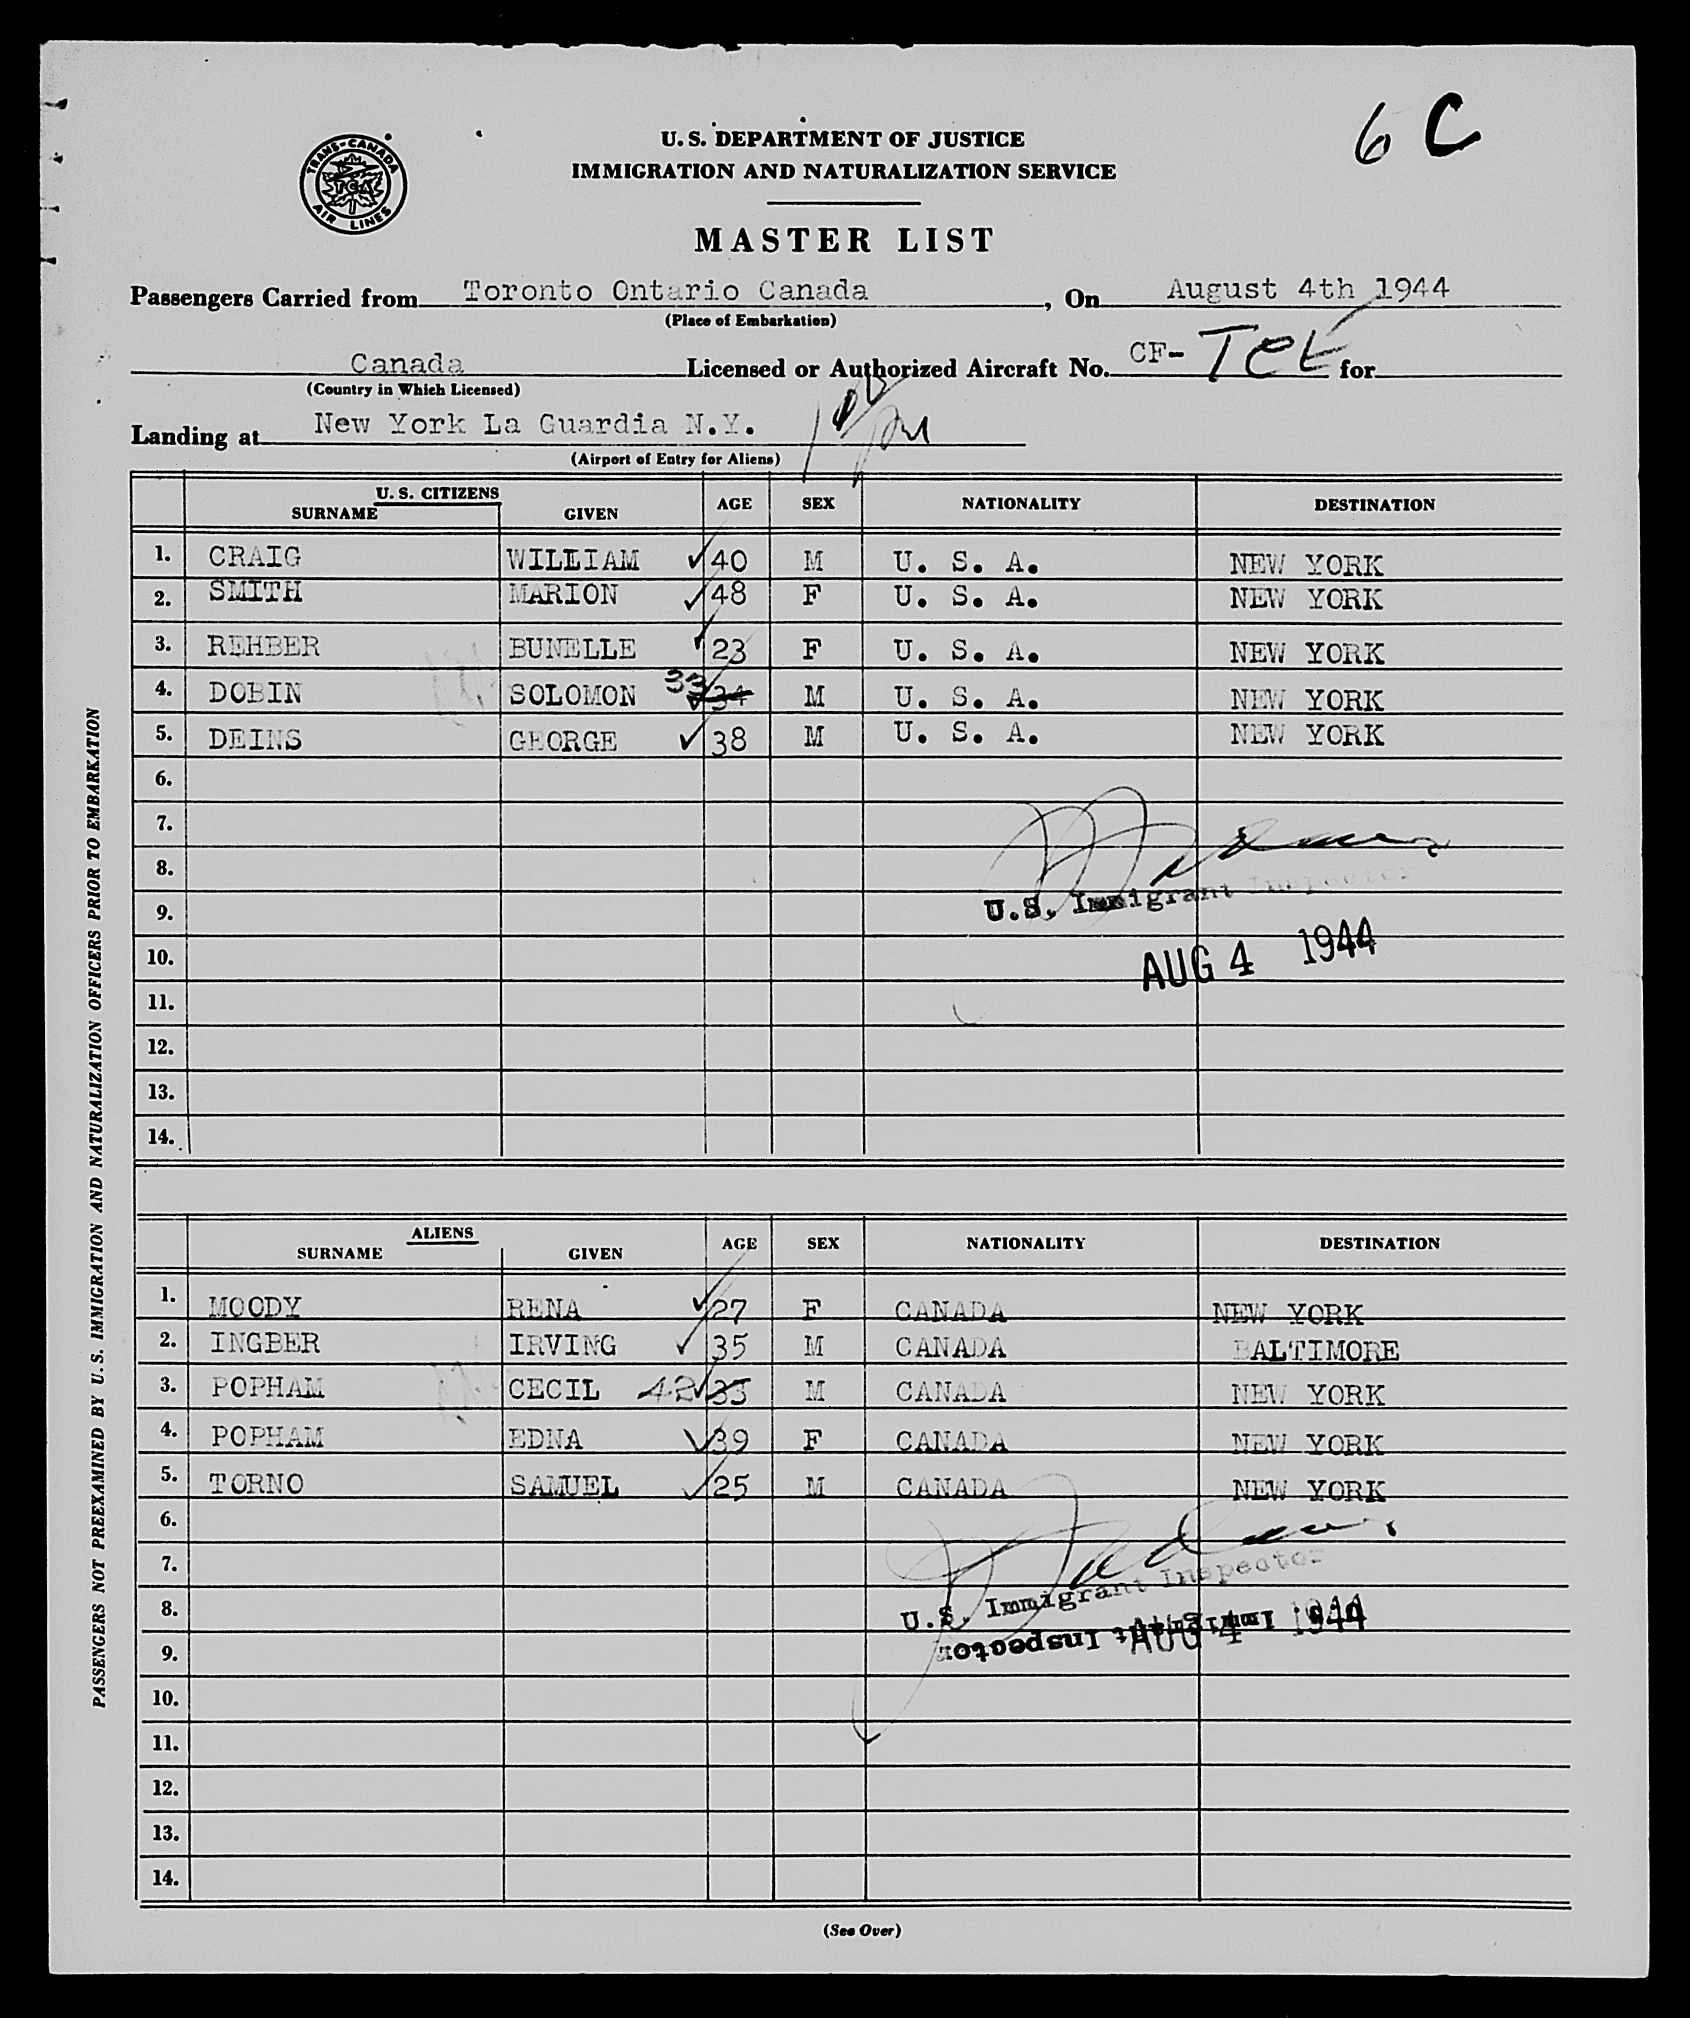 6 C
TRANS-CANADA
TCA
AIR LINES
U. S. DEPARTMENT OF JUSTICE
IMMIGRATION AND NATURALIZATION SERVICE
MASTER LIST
Passengers Carried from Toronto Ontario Canada, On August 4th 1944
(Place of Embarkation)
Canada Licensed or Authorized Aircraft No. CF- for
(Country in Which Licensed)
Landing at New York La Guardia N.Y.
(Airport of Entry for Aliens)
U. S. CITIZENS
SURNAME GIVEN AGE SEX NATIONALITY DESTINATION
1. CRAIG WILLIAM 40 M U. S. A. NEW YORK
2. SMITH MARION 48 F U. S. A. NEW YORK
3. REHBER BUNELLE 23 F U. S. A. NEW YORK
4. DOBIN SOLOMON 33 34 M U. S. A. NEW YORK
5. DEINS GEORGE 38 M U. S. A. NEW YORK
6.
7.
8.
9. U.S. Immigrant Inspector
10. AUG 4 1944
11.
12.
13.
14.
ALIENS
SURNAME GIVEN AGE SEX NATIONALITY DESTINATION
1. MOODY RENA 27 F CANADA NEW YORK
2. INGBER IRVING 35 M CANADA BALTIMORE
3. POPHAM CECIL 42 33 M CANADA NEW YORK
4. POPHAM EDNA 39 F CANADA NEW YORK
5. TORNO SAMUEL 25 M CANADA NEW YORK
6.
7.
8. U.S. Immigrant Inspector
AUG 4 1944
U.S. Immigrant Inspector
9.
10.
11.
12.
13.
14.
(See Over)
PASSENGERS NOT PREEXAMINED BY U.S. IMMIGRATION AND NATURALIZATION OFFICERS PRIOR TO EMBARKATION